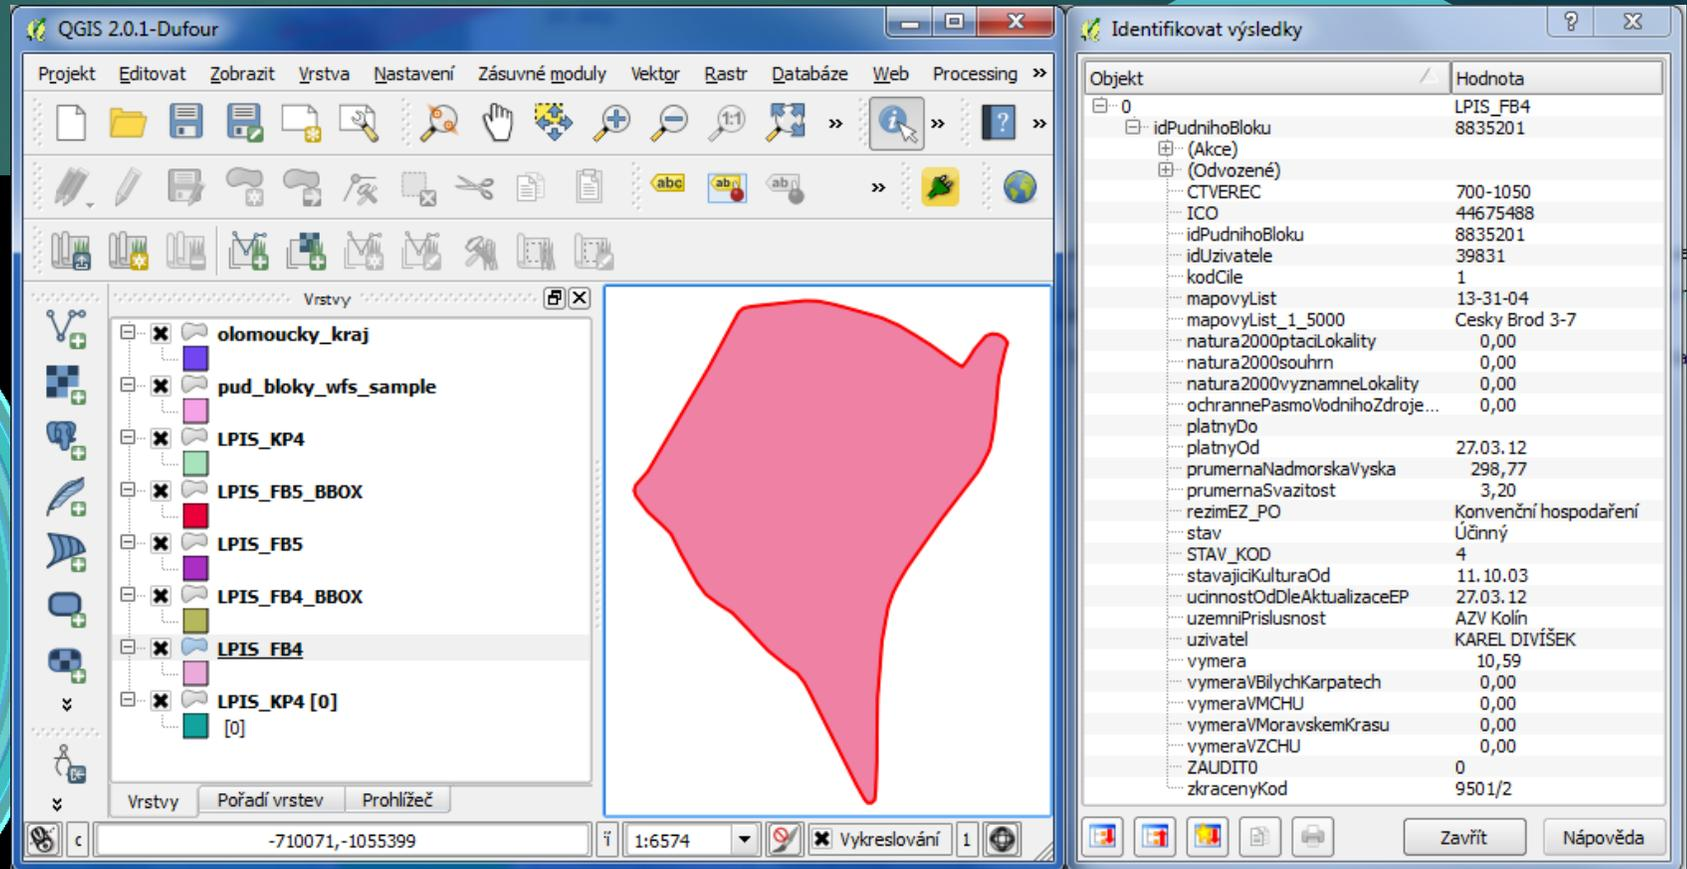 QGIS 2.0.1-Dufour
Projekt Editovat Zobrazit Vrstva Nastavení Zásuvné moduly Vektor Rastr Databáze Web Processing »
1:1 » i » ? »
abc ab ab »
Vrstvy
olomoucky_kraj
pud_bloky_wfs_sample
LPIS_KP4
LPIS_FB5_BBOX
LPIS_FB5
LPIS_FB4_BBOX
LPIS_FB4
LPIS_KP4 [0]
[0]
Vrstvy Pořadí vrstev Prohlížeč
c -710071,-1055399 ï 1:6574 Vykreslování 1
Identifikovat výsledky ?
Objekt Hodnota
0 LPIS_FB4
idPudnihoBloku 8835201
(Akce)
(Odvozené)
CTVEREC 700-1050
ICO 44675488
idPudnihoBloku 8835201
idUzivatele 39831
kodCile 1
mapovyList 13-31-04
mapovyList_1_5000 Cesky Brod 3-7
natura2000ptaciLokality 0,00
natura2000souhrn 0,00
natura2000vyznamneLokality 0,00
ochrannePasmoVodnihoZdroje... 0,00
platnyDo
platnyOd 27.03.12
prumernaNadmorskaVyska 298,77
prumernaSvazitost 3,20
rezimEZ_PO Konvenční hospodaření
stav Účinný
STAV_KOD 4
stavajiciKulturaOd 11.10.03
ucinnostOdDleAktualizaceEP 27.03.12
uzemniPrislusnost AZV Kolín
uzivatel KAREL DIVÍŠEK
vymera 10,59
vymeraVBilychKarpatech 0,00
vymeraVMCHU 0,00
vymeraVMoravskemKrasu 0,00
vymeraVZCHU 0,00
ZAUDIT0 0
zkracenyKod 9501/2
Zavřít Nápověda